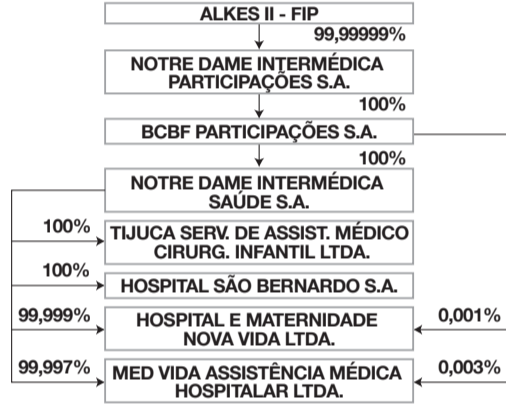 ALKES II - FIP
99,99999%
NOTRE DAME INTERMÉDICA
PARTICIPAÇÕES S.A.
100%
BCBF PARTICIPAÇÕES S.A.
100%
NOTRE DAME INTERMÉDICA
SAÚDE S.A.
100%
TIJUCA SERV. DE ASSIST. MÉDICO
CIRURG. INFANTIL LTDA.
100%
HOSPITAL SÃO BERNARDO S.A.
99,999%
HOSPITAL E MATERNIDADE
NOVA VIDA LTDA.
0,001%
99,997%
MED VIDA ASSISTÊNCIA MÉDICA
HOSPITALAR LTDA.
0,003%